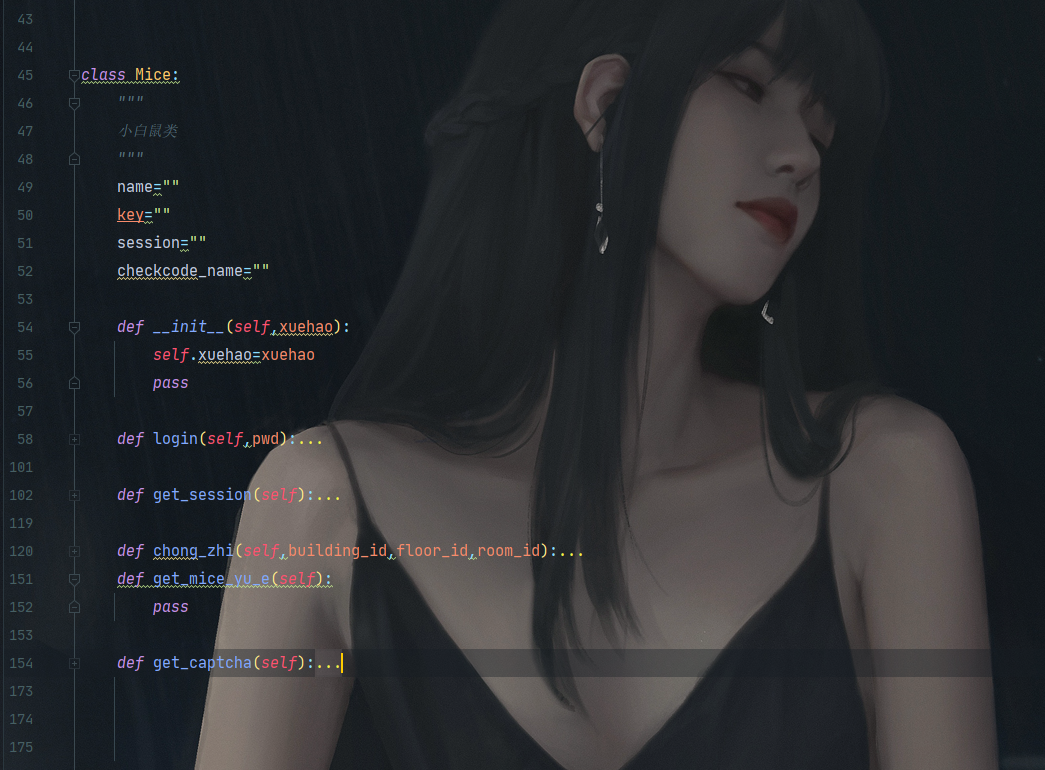 43
44
45 class Mice:
46 """
47 小白鼠类
48 """
49 name=""
50 key=""
51 session=""
52 checkcode_name=""
53
54 def __init__(self,xuehao):
55 self.xuehao=xuehao
56 pass
57
58 def login(self,pwd):...
101
102 def get_session(self):...
119
120 def chong_zhi(self,building_id,floor_id,room_id):...
151 def get_mice_yu_e(self):
152 pass
153
154 def get_captcha(self):...
173
174
175